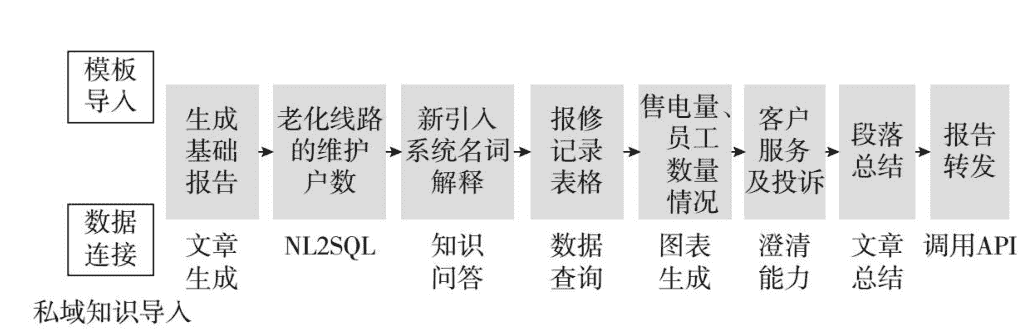 模板
导入
数据
连接
私域知识导入
生成
基础
报告
文章
生成
老化线路
的维护
户数
NL2SQL
新引入
系统名词
解释
知识
问答
报修
记录
表格
数据
查询
售电量、
员工
数量
情况
图表
生成
客户
服务
及投诉
澄清
能力
段落
总结
文章
总结
报告
转发
调用API